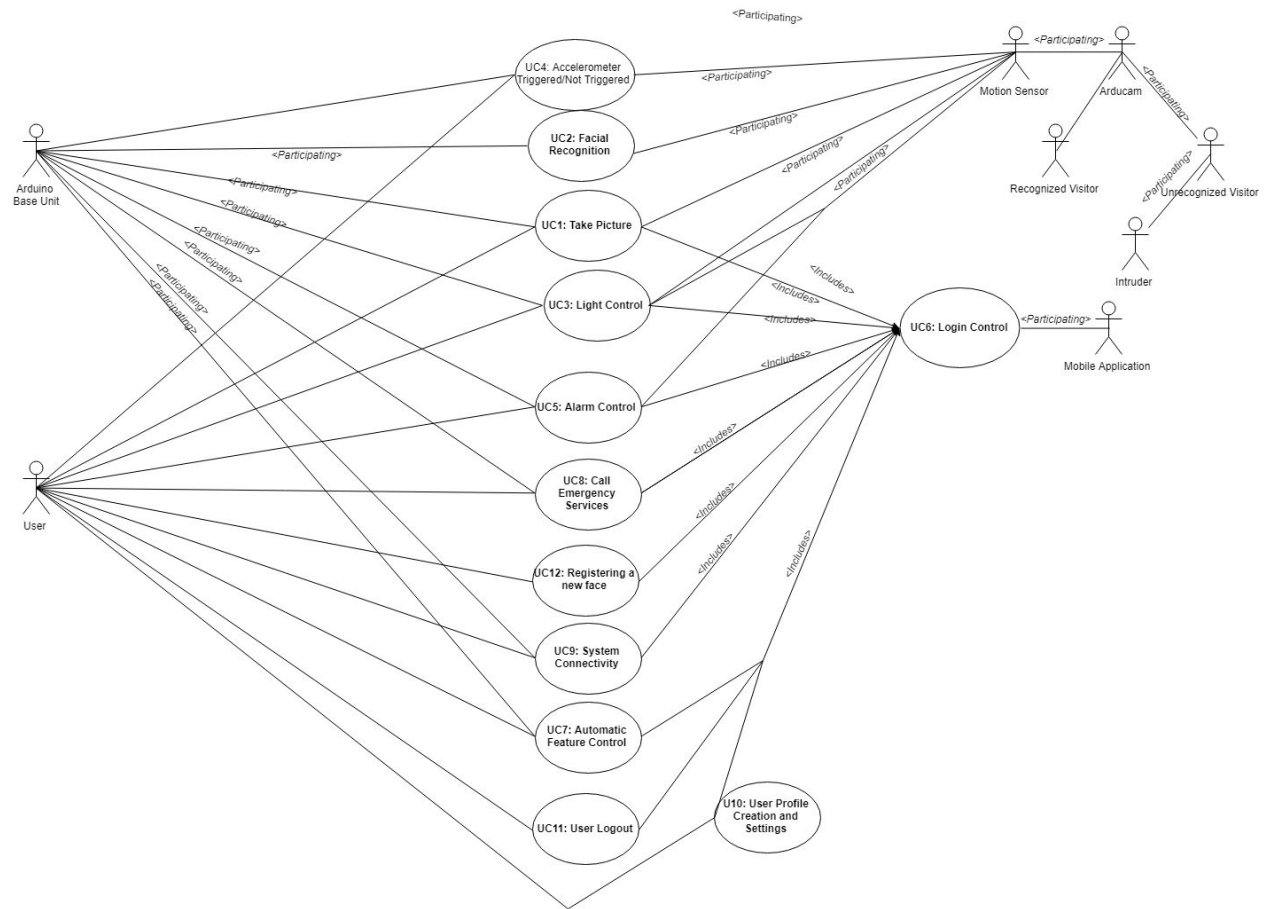 <Participating>
<Participating>
Motion Sensor
Arducam
<Participating>
UC4: Accelerometer
Triggered/Not Triggered
<Participating>
<Participating>
UC2: Facial
Recognition
<Participating>
Arduino
Base Unit
<Participating>
<Participating>
<Participating>
Recognized Visitor
<Participating>
Unrecognized Visitor
<Participating>
<Participating>
UC1: Take Picture
<Participating>
<Participating>
<Participating>
<Participating>
Intruder
<Includes>
<Includes>
UC3: Light Control
<Includes>
UC6: Login Control
<Participating>
Mobile Application
<Includes>
UC5: Alarm Control
<Includes>
User
UC8: Call
Emergency
Services
<Includes>
<Includes>
<Includes>
UC12: Registering a
new face
UC9: System
Connectivity
UC7: Automatic
Feature Control
UC11: User Logout
U10: User Profile
Creation and
Settings